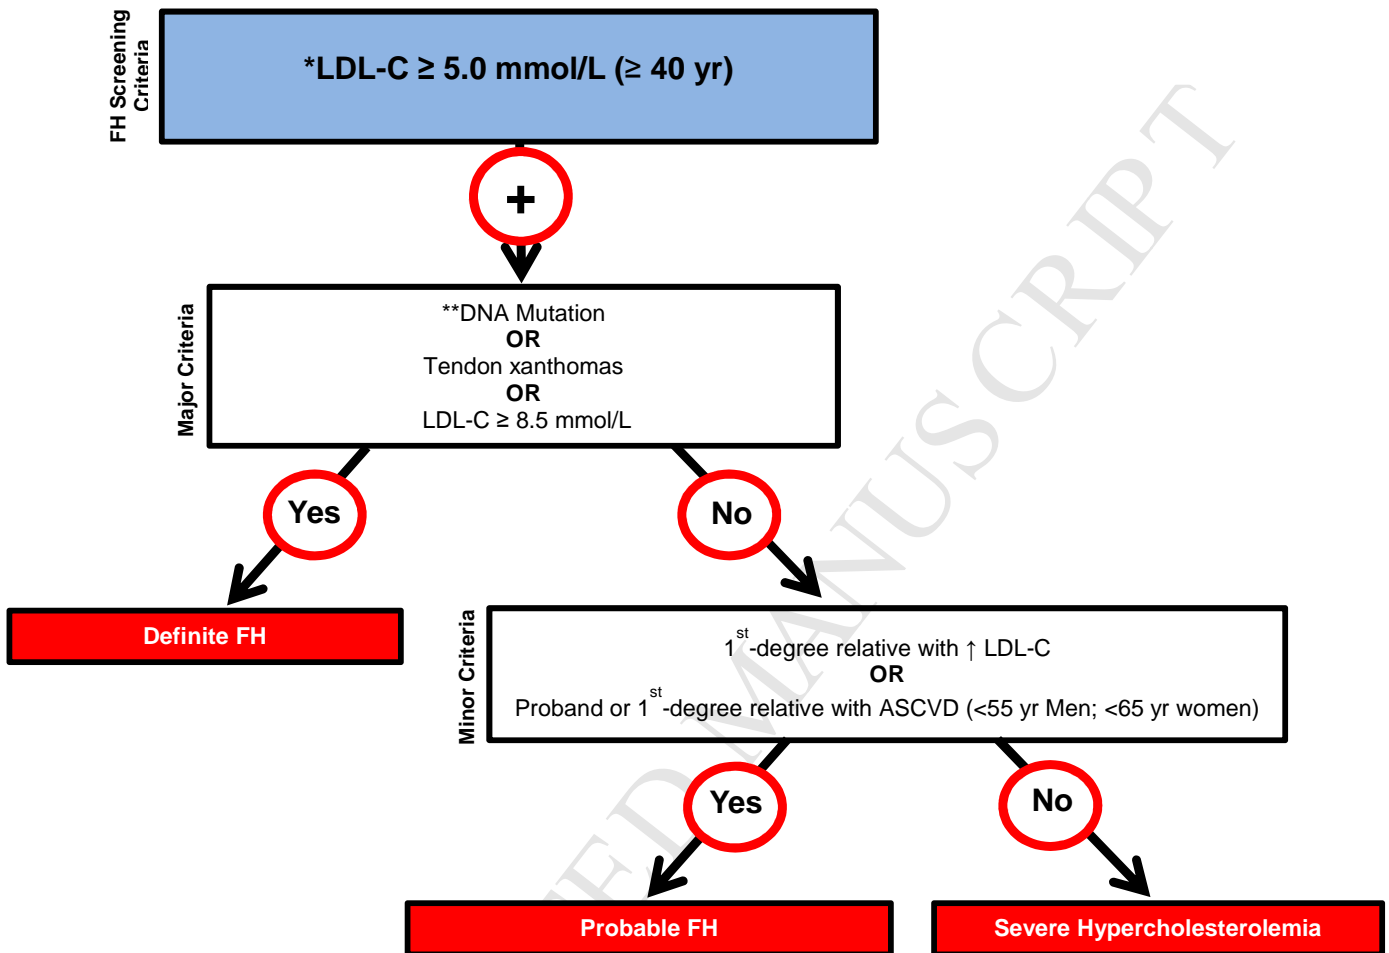 FH Screening
Criteria
*LDL-C ≥ 5.0 mmol/L (≥ 40 yr)
+
Major Criteria
**DNA Mutation
OR
Tendon xanthomas
OR
LDL-C ≥ 8.5 mmol/L
Yes
No
Definite FH
Minor Criteria
1st-degree relative with ↑ LDL-C
OR
Proband or 1st-degree relative with ASCVD (<55 yr Men; <65 yr women)
Yes
No
Probable FH
Severe Hypercholesterolemia
MANUSCRIPT